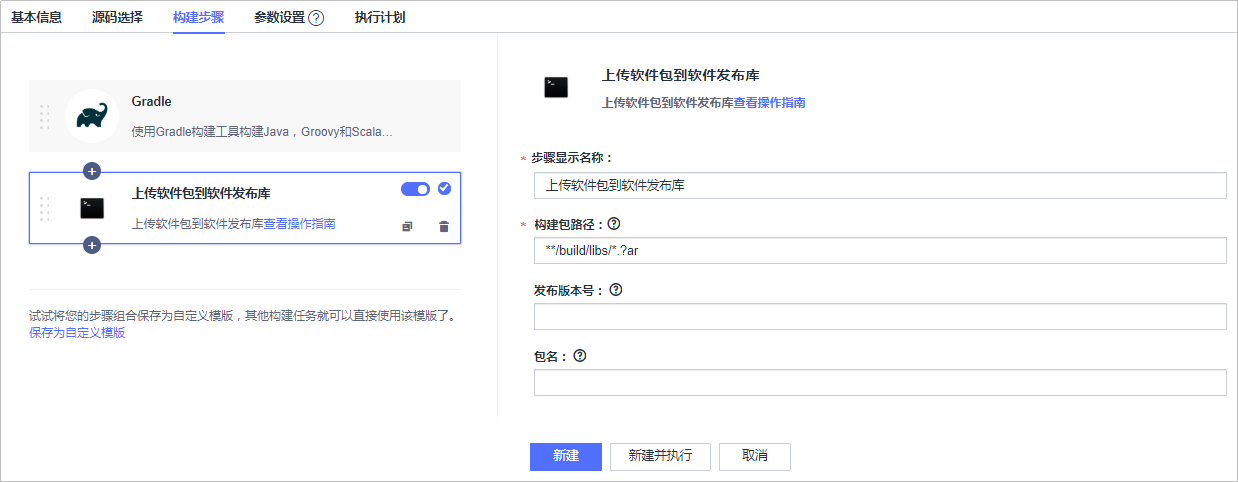 基本信息 源码选择 构建步骤 参数设置 ? 执行计划
Gradle
使用Gradle构建工具构建Java，Groovy和Scala…
上传软件包到软件发布库
上传软件包到软件发布库查看操作指南
试试将您的步骤组合保存为自定义模版，其他构建任务就可以直接使用该模版了。
保存为自定义模版
上传软件包到软件发布库
上传软件包到软件发布库查看操作指南
* 步骤显示名称：
上传软件包到软件发布库
* 构建包路径： ?
**/build/libs/*.?ar
发布版本号： ?
包名： ?
新建 新建并执行 取消